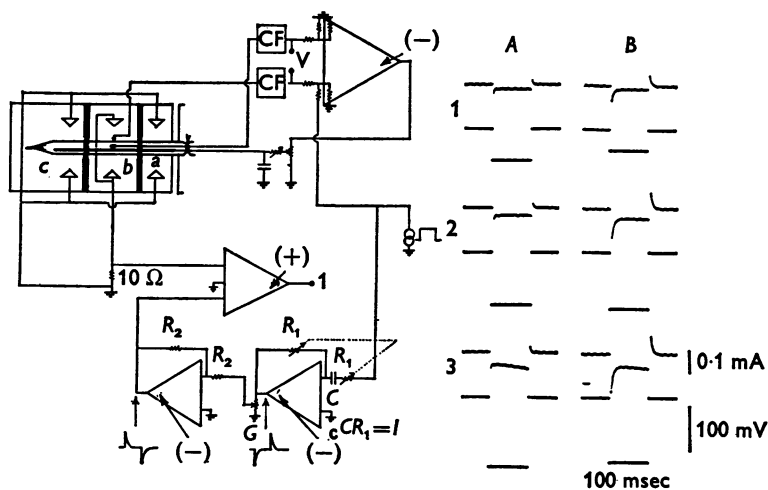 CF
V
CF
(−)
c
b
a
10 Ω
(+)
1
R2
R2
R1
R1
C
G
c CR1 = I
(−)
(−)
A
B
1
2
3
0·1 mA
100 mV
100 msec